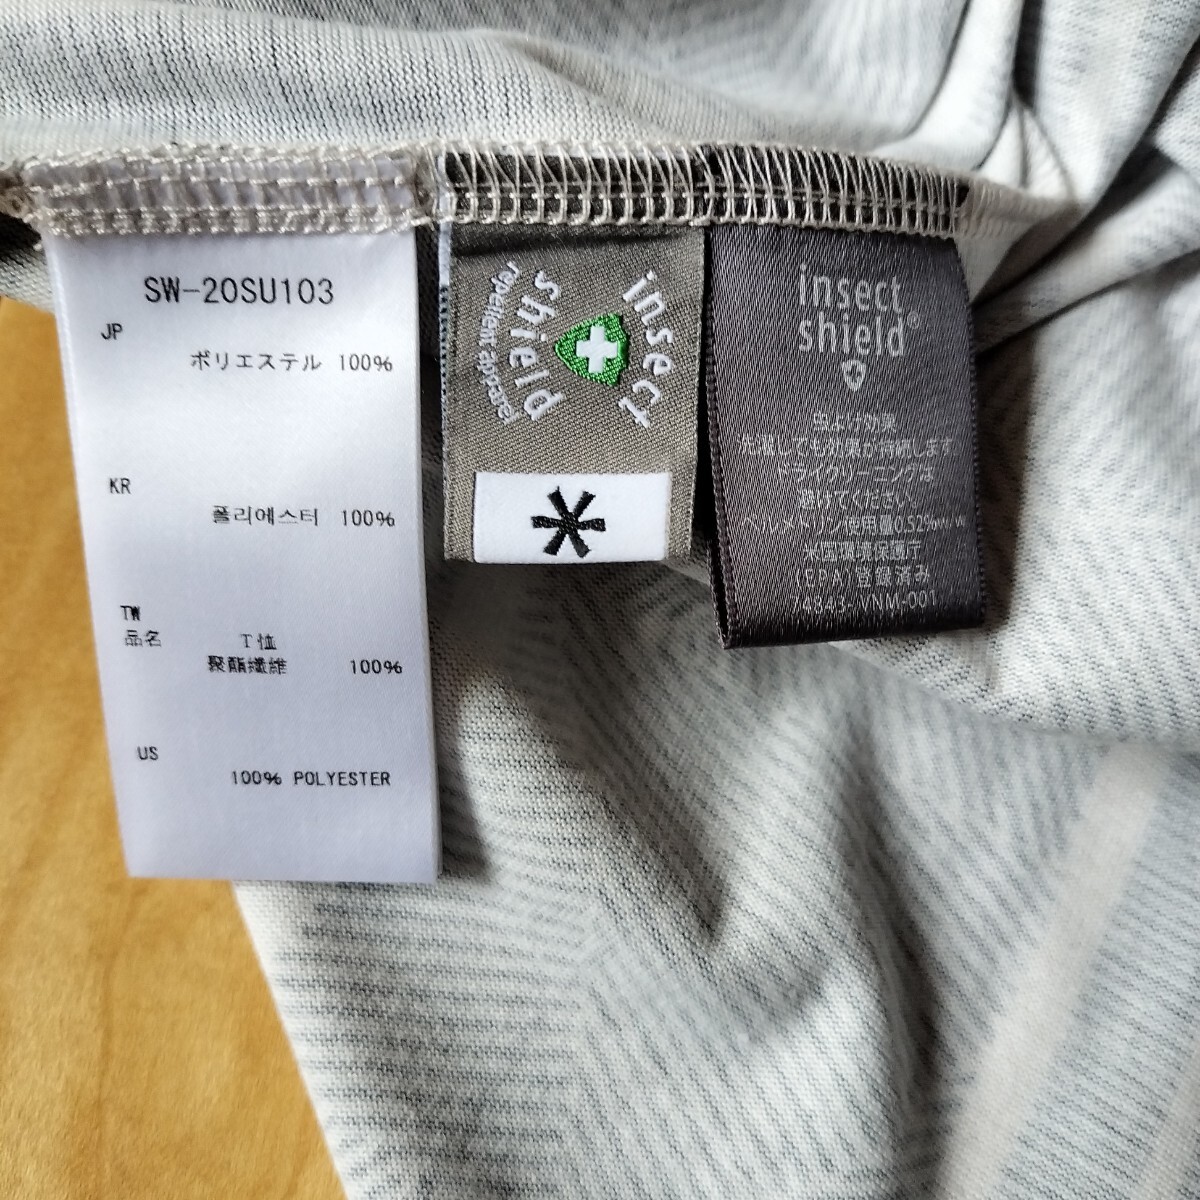 SW-20SU103
JP
ポリエステル 100%
KR
폴리에스터 100%
TW
品名 T恤
聚酯纖維 100%
US
100% POLYESTER
insect
shield
repellent apparel
insect
shield®
虫よけ効果
洗濯しても効果が持続します
ドライクリーニングは
避けてください。
ペルメトリン使用量0.52%w/w
米国環境保護庁
(EPA)登録済み
74843-VNM-001